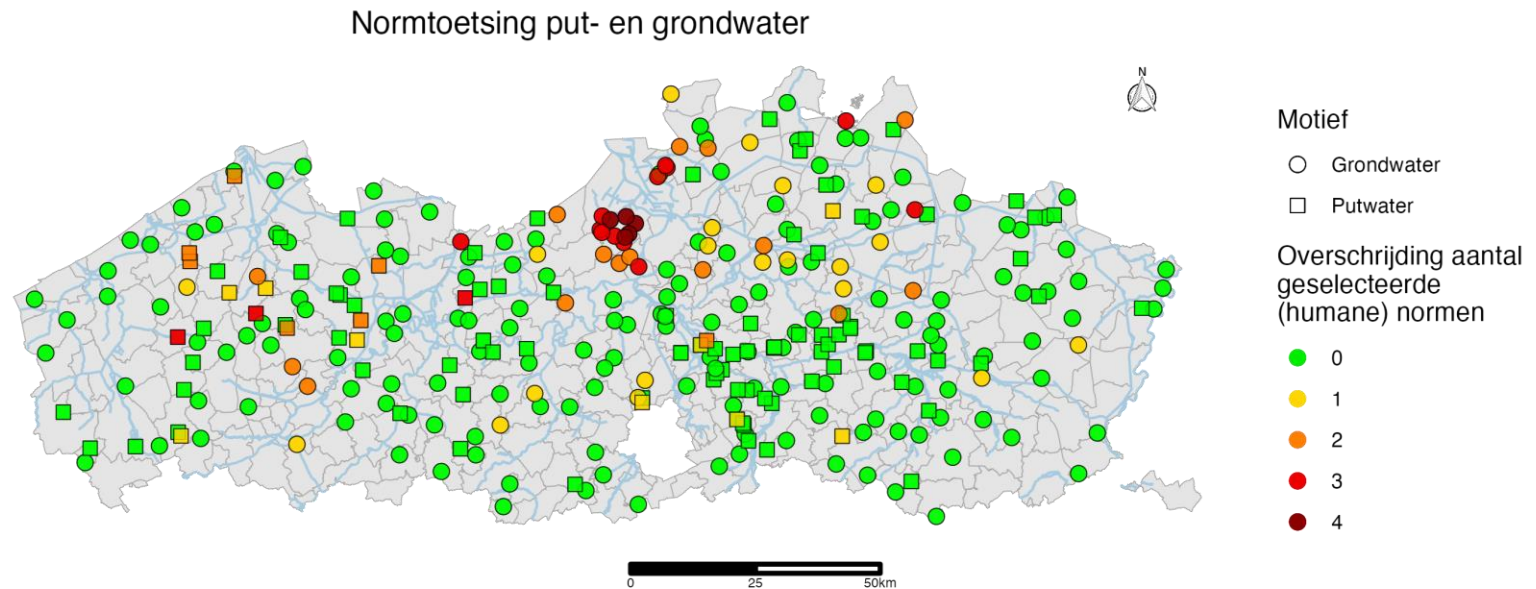 Normtoetsing put- en grondwater
N
Motief
Grondwater
Putwater
Overschrijding aantal
geselecteerde
(humane) normen
0
1
2
3
4
0 25 50km